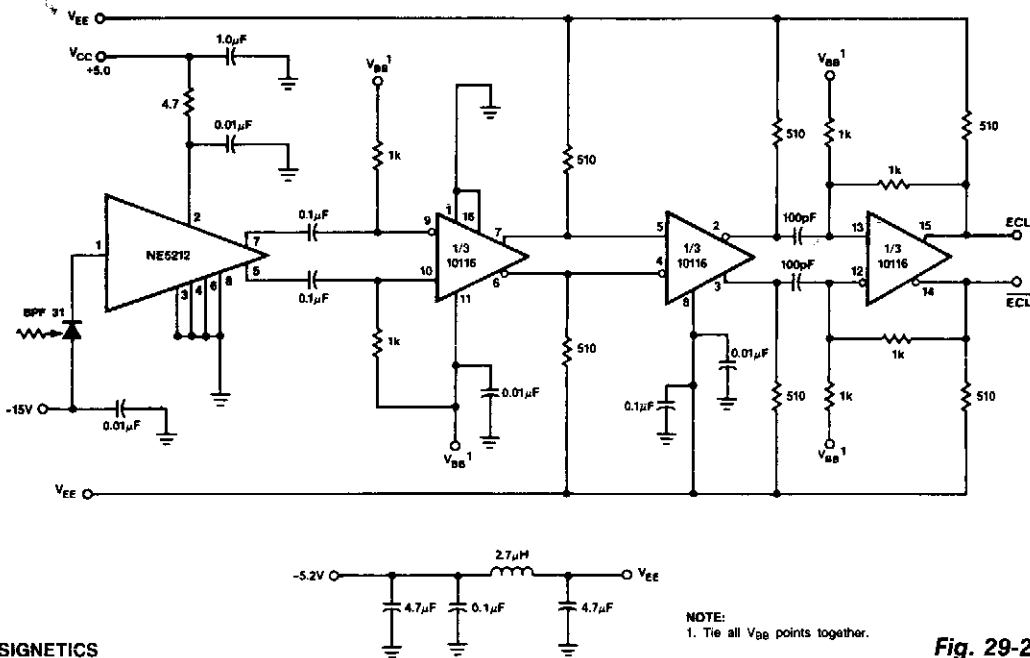 VEE
VCC
+5.0
1.0µF
4.7
0.01µF
VBB1
1k
510
510
VBB1
1k
510
1k
1
2
NE5212
7
5
3
4
6
8
0.1µF
0.1µF
9
10
1
16
1/3
10116
11
7
6
5
4
1/3
10116
8
2
3
100pF
100pF
13
12
1/3
10116
15
14
ECL
ECL
BPF 31
-15V
0.01µF
1k
0.01µF
VBB1
510
0.1µF
0.01µF
510
1k
VBB1
1k
510
VEE
-5.2V
4.7µF
0.1µF
2.7µH
4.7µF
VEE
NOTE:
1. Tie all VBB points together.
SIGNETICS
Fig. 29-2